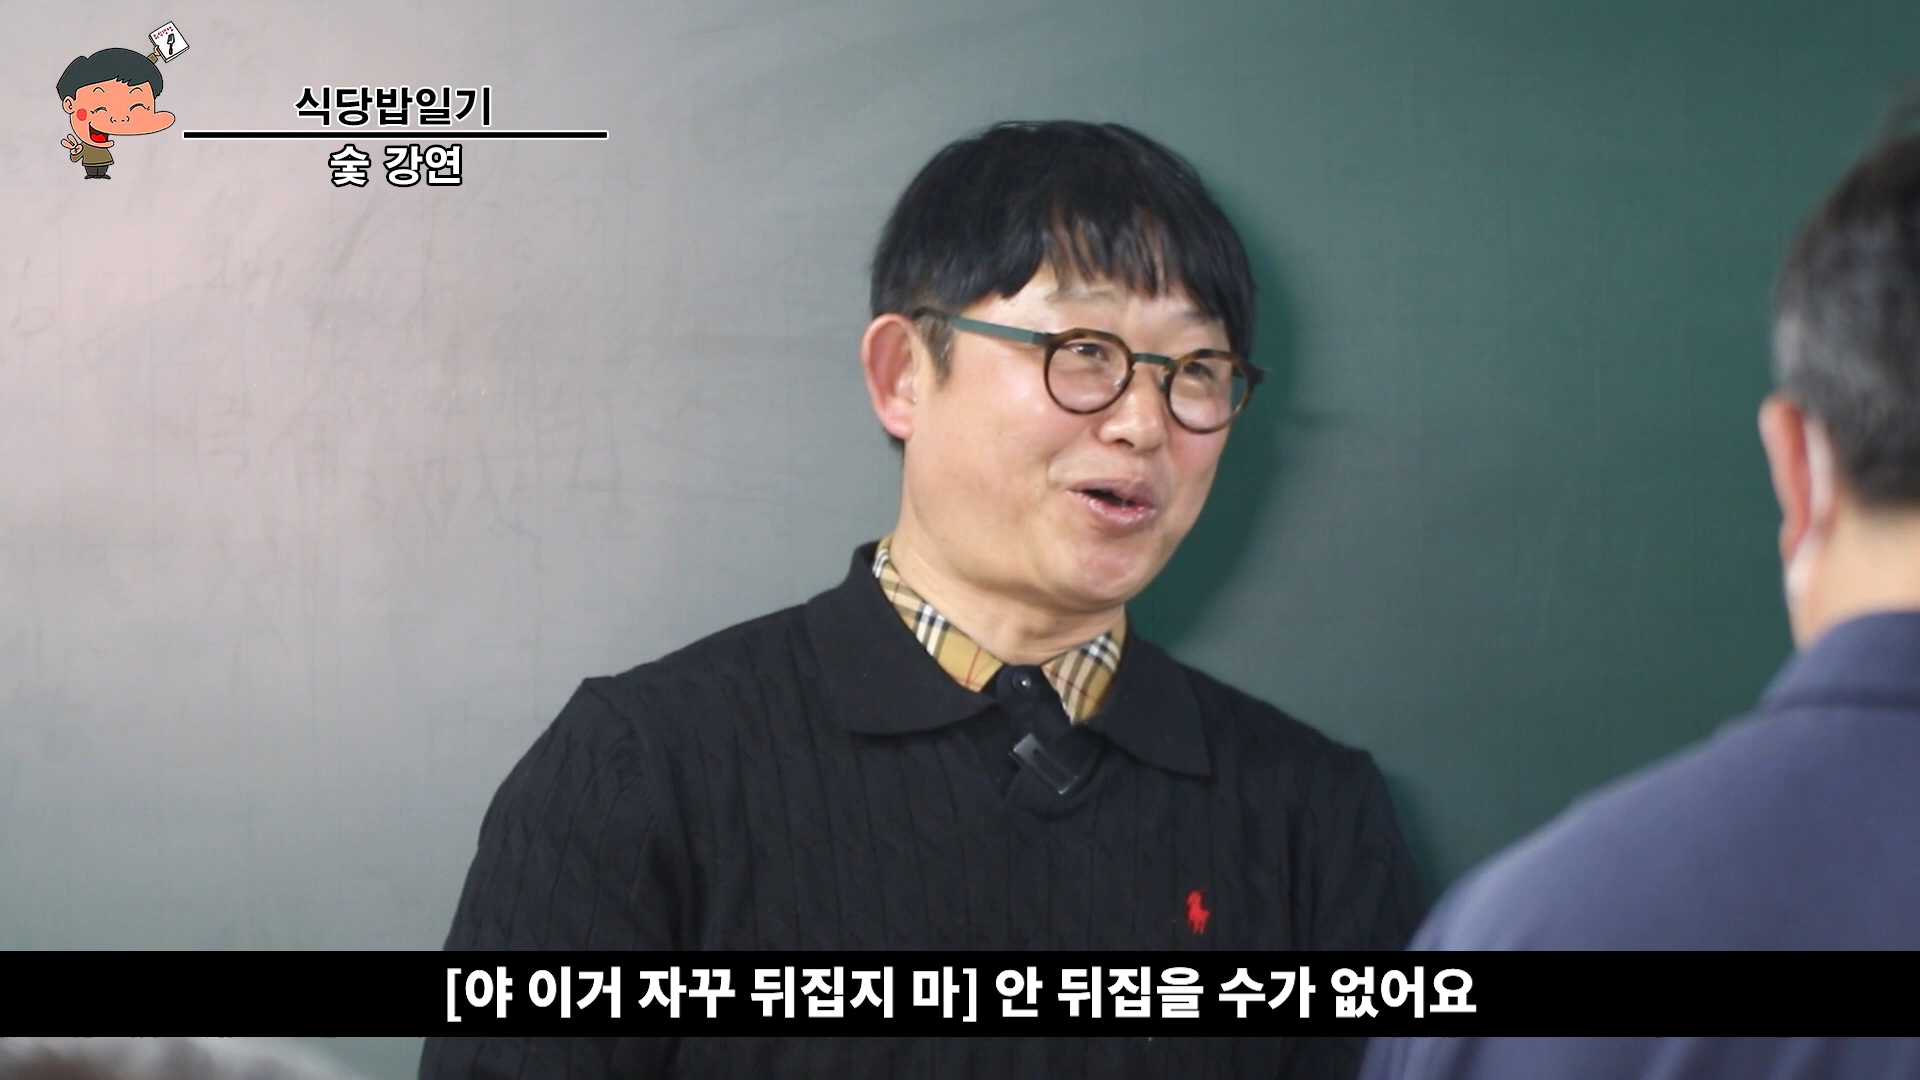 식당밥일기
숯 강연
[야 이거 자꾸 뒤집지 마] 안 뒤집을 수가 없어요